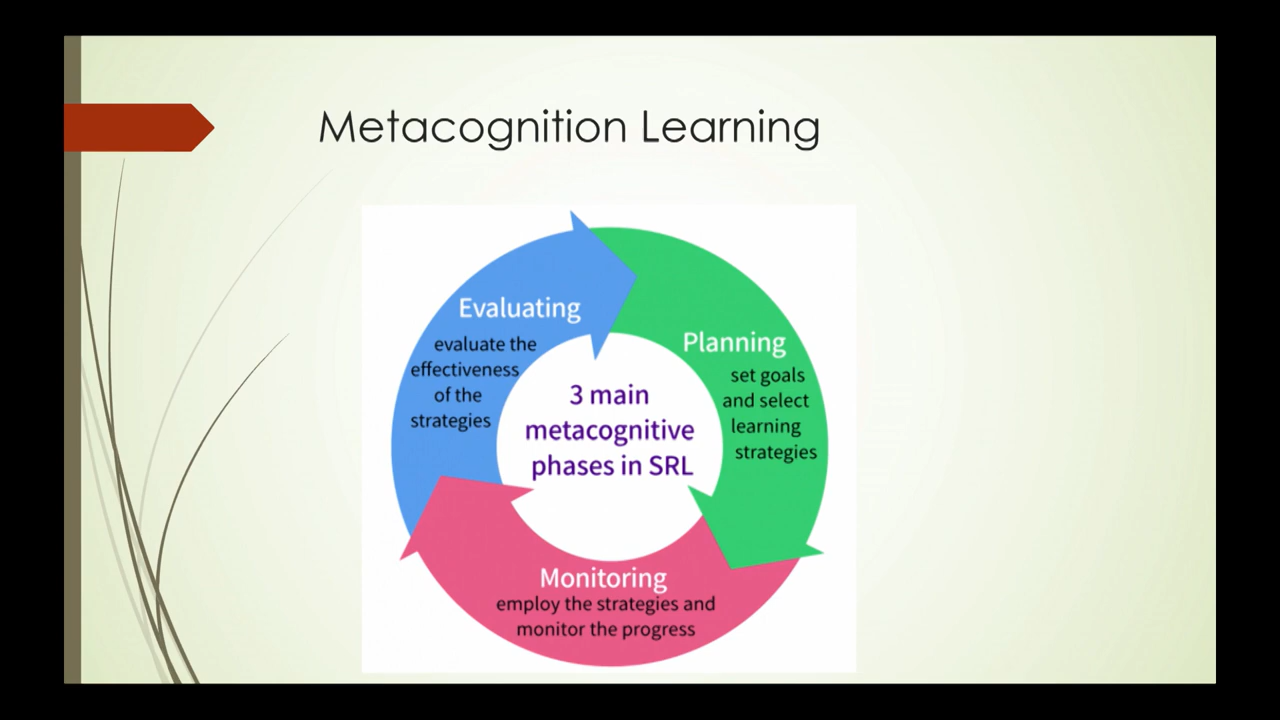 Metacognition Learning
3 main
metacognitive
phases in SRL
Planning
set goals
and select
learning
strategies
Monitoring
employ the strategies and
monitor the progress
Evaluating
evaluate the
effectiveness
of the
strategies